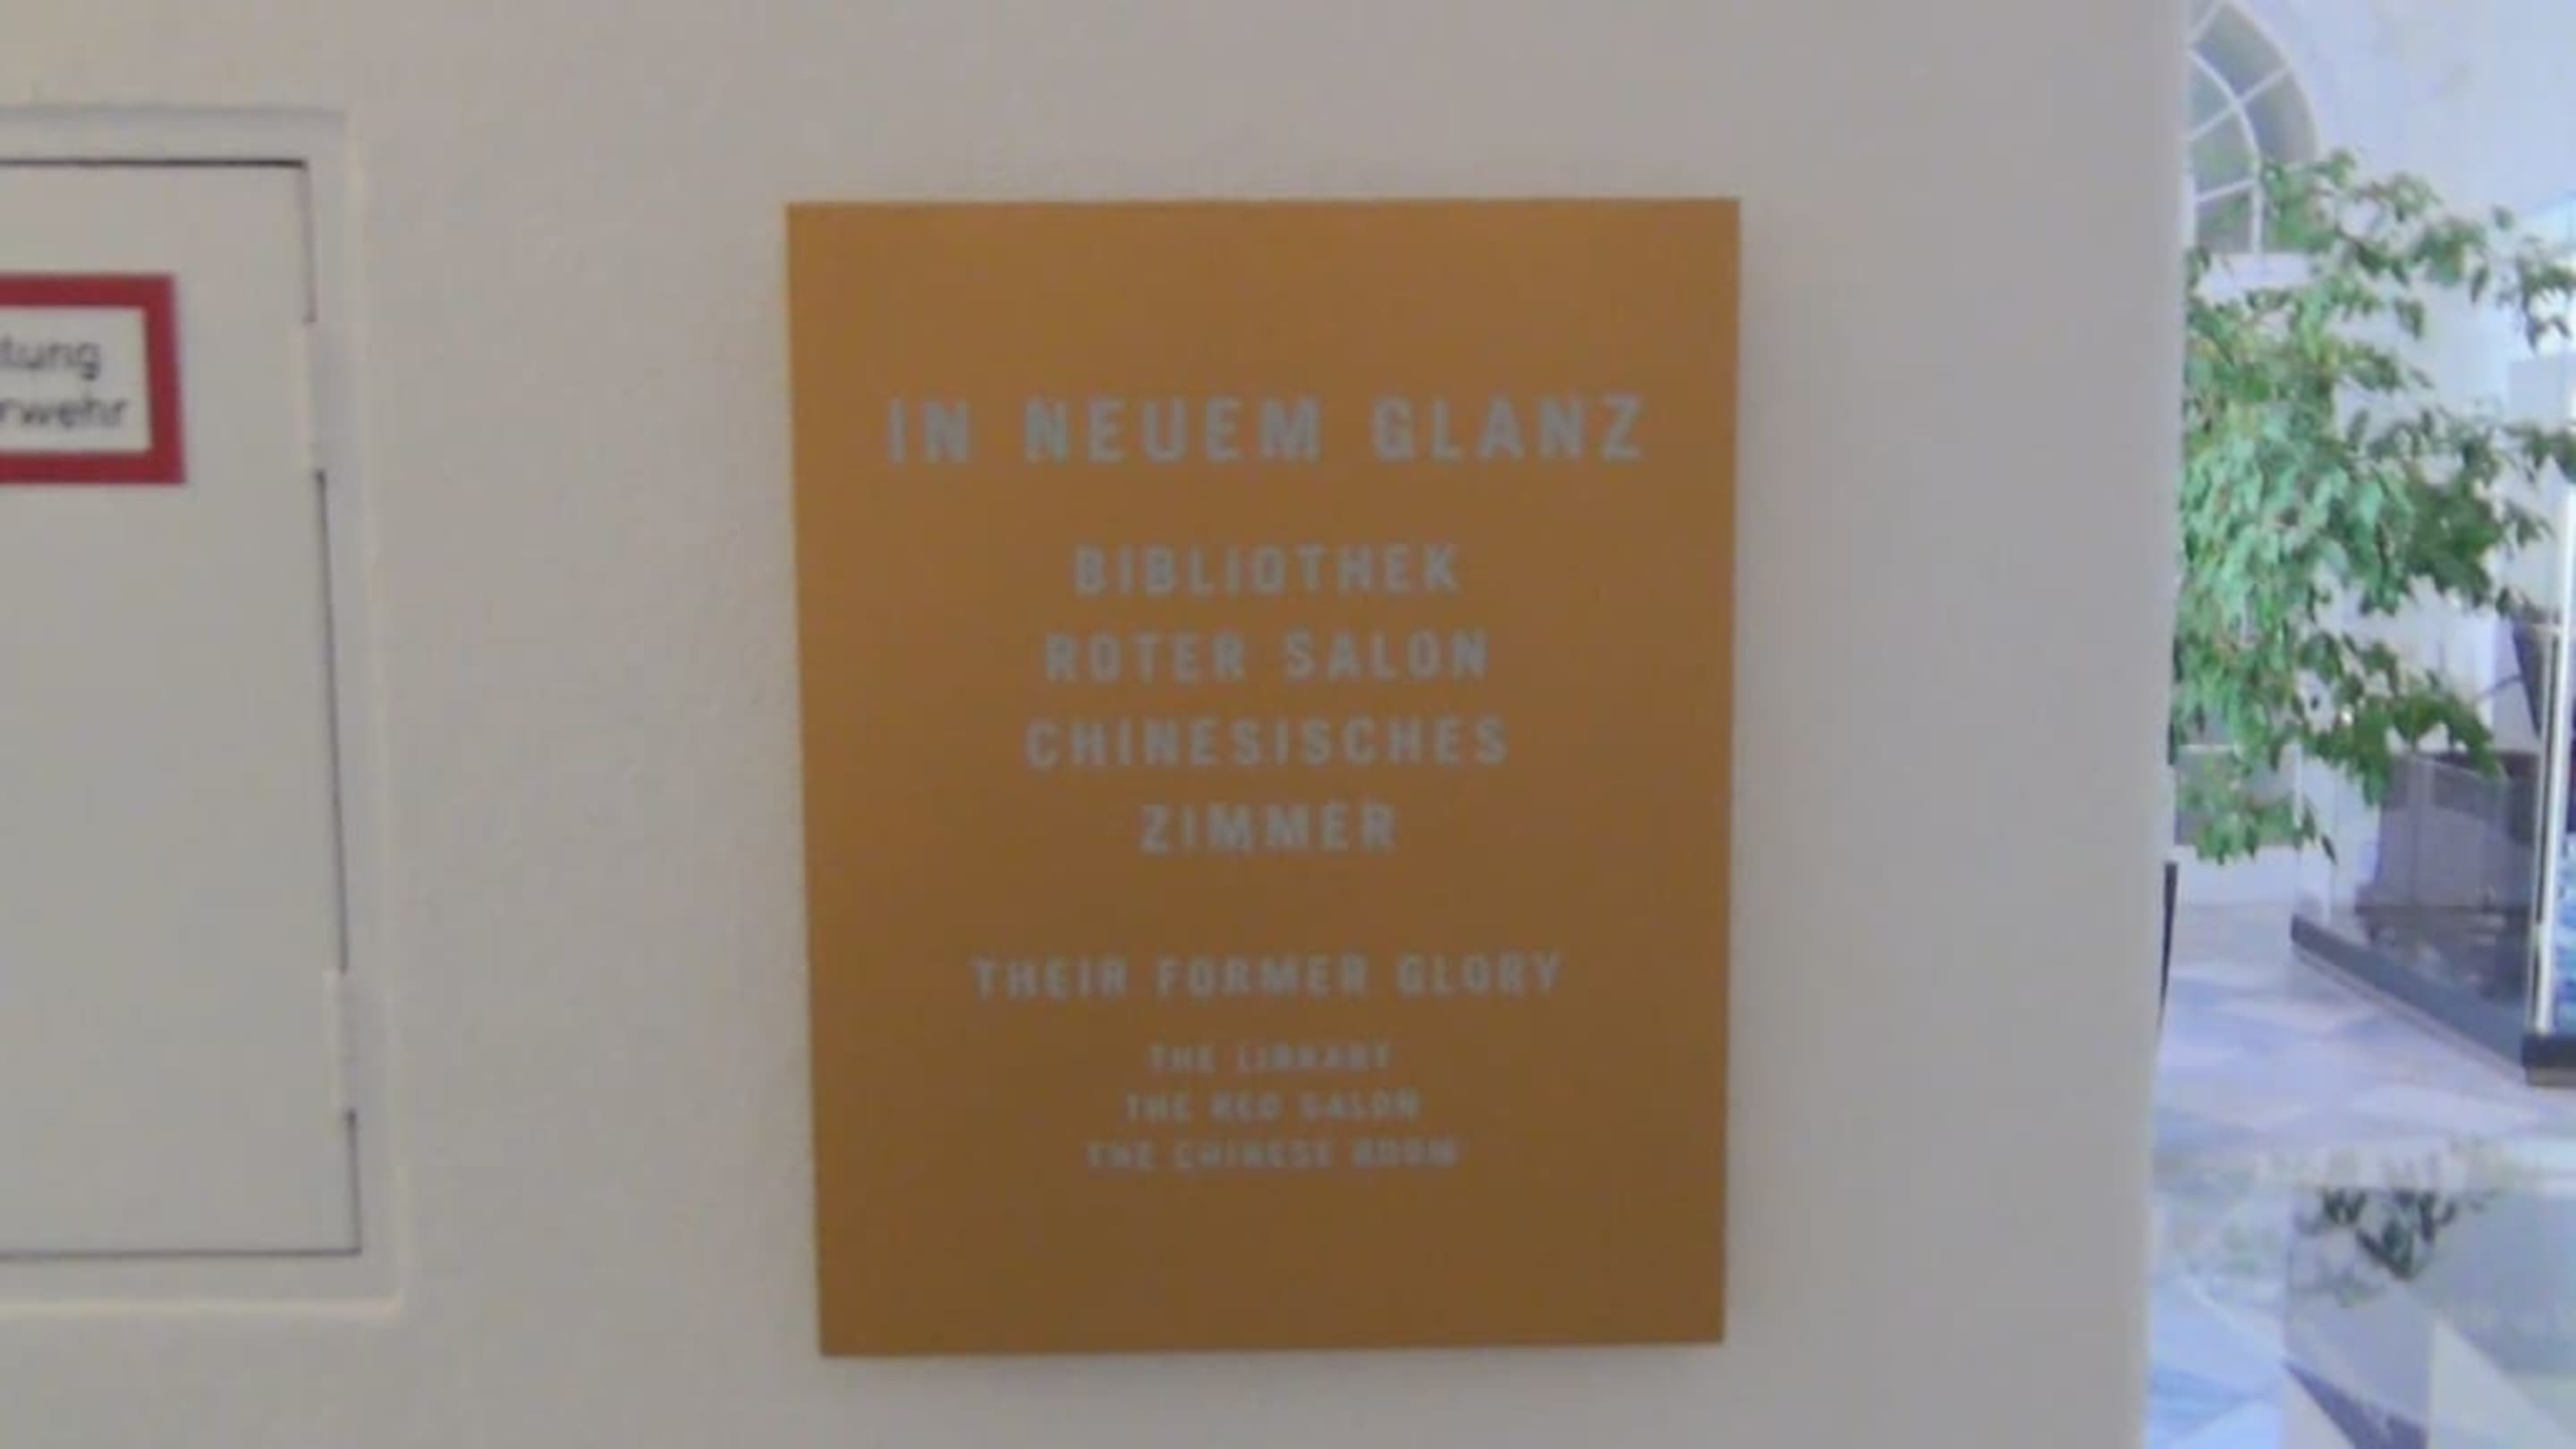 lung
rwehr
IN NEUEM GLANZ
BIBLIOTHEK
ROTER SALON
CHINESISCHES
ZIMMER
THEIR FORMER GLORY
THE LIBRARY
THE RED SALON
THE CHINESE ROOM